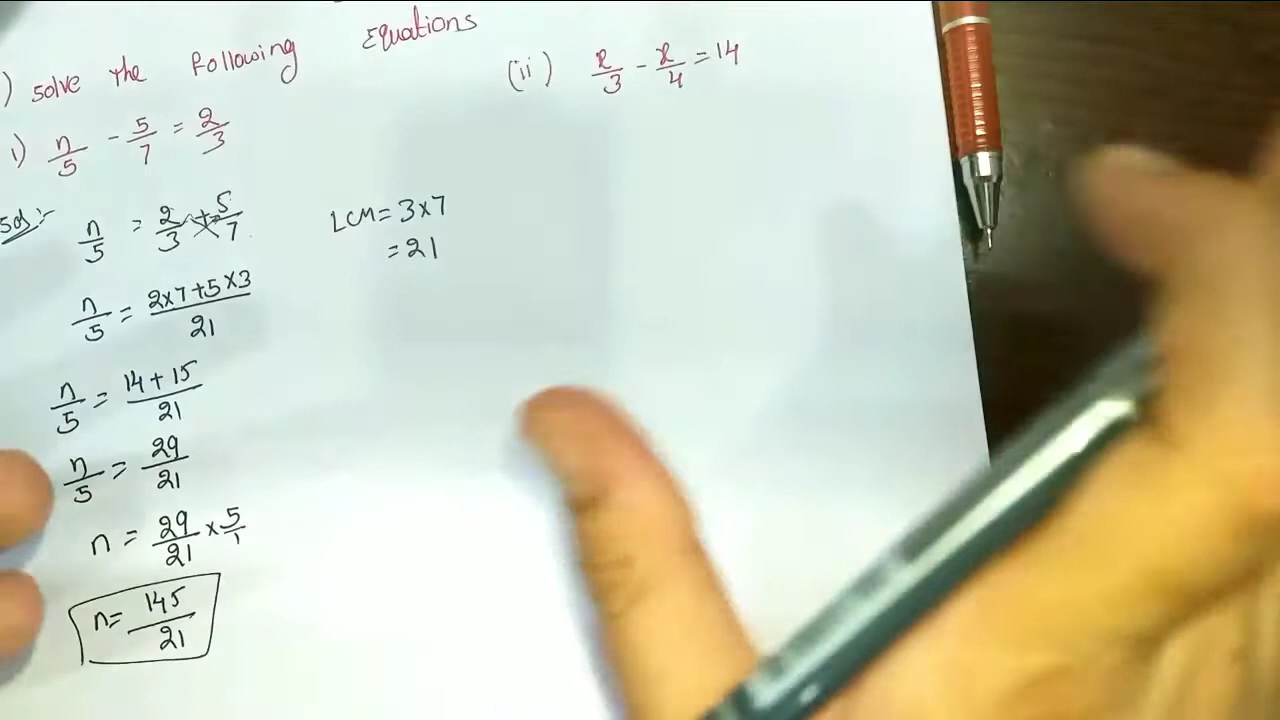 ) solve the following Equations
i) n/5 - 5/7 = 2/3
Sol:-
n/5 = 2/3 + 5/7
n/5 = 2×7+5×3/21
n/5 = 14+15/21
n/5 = 29/21
n = 29/21 × 5/1
n= 145/21
LCM = 3×7
= 21
(ii) x/3 - x/4 = 14